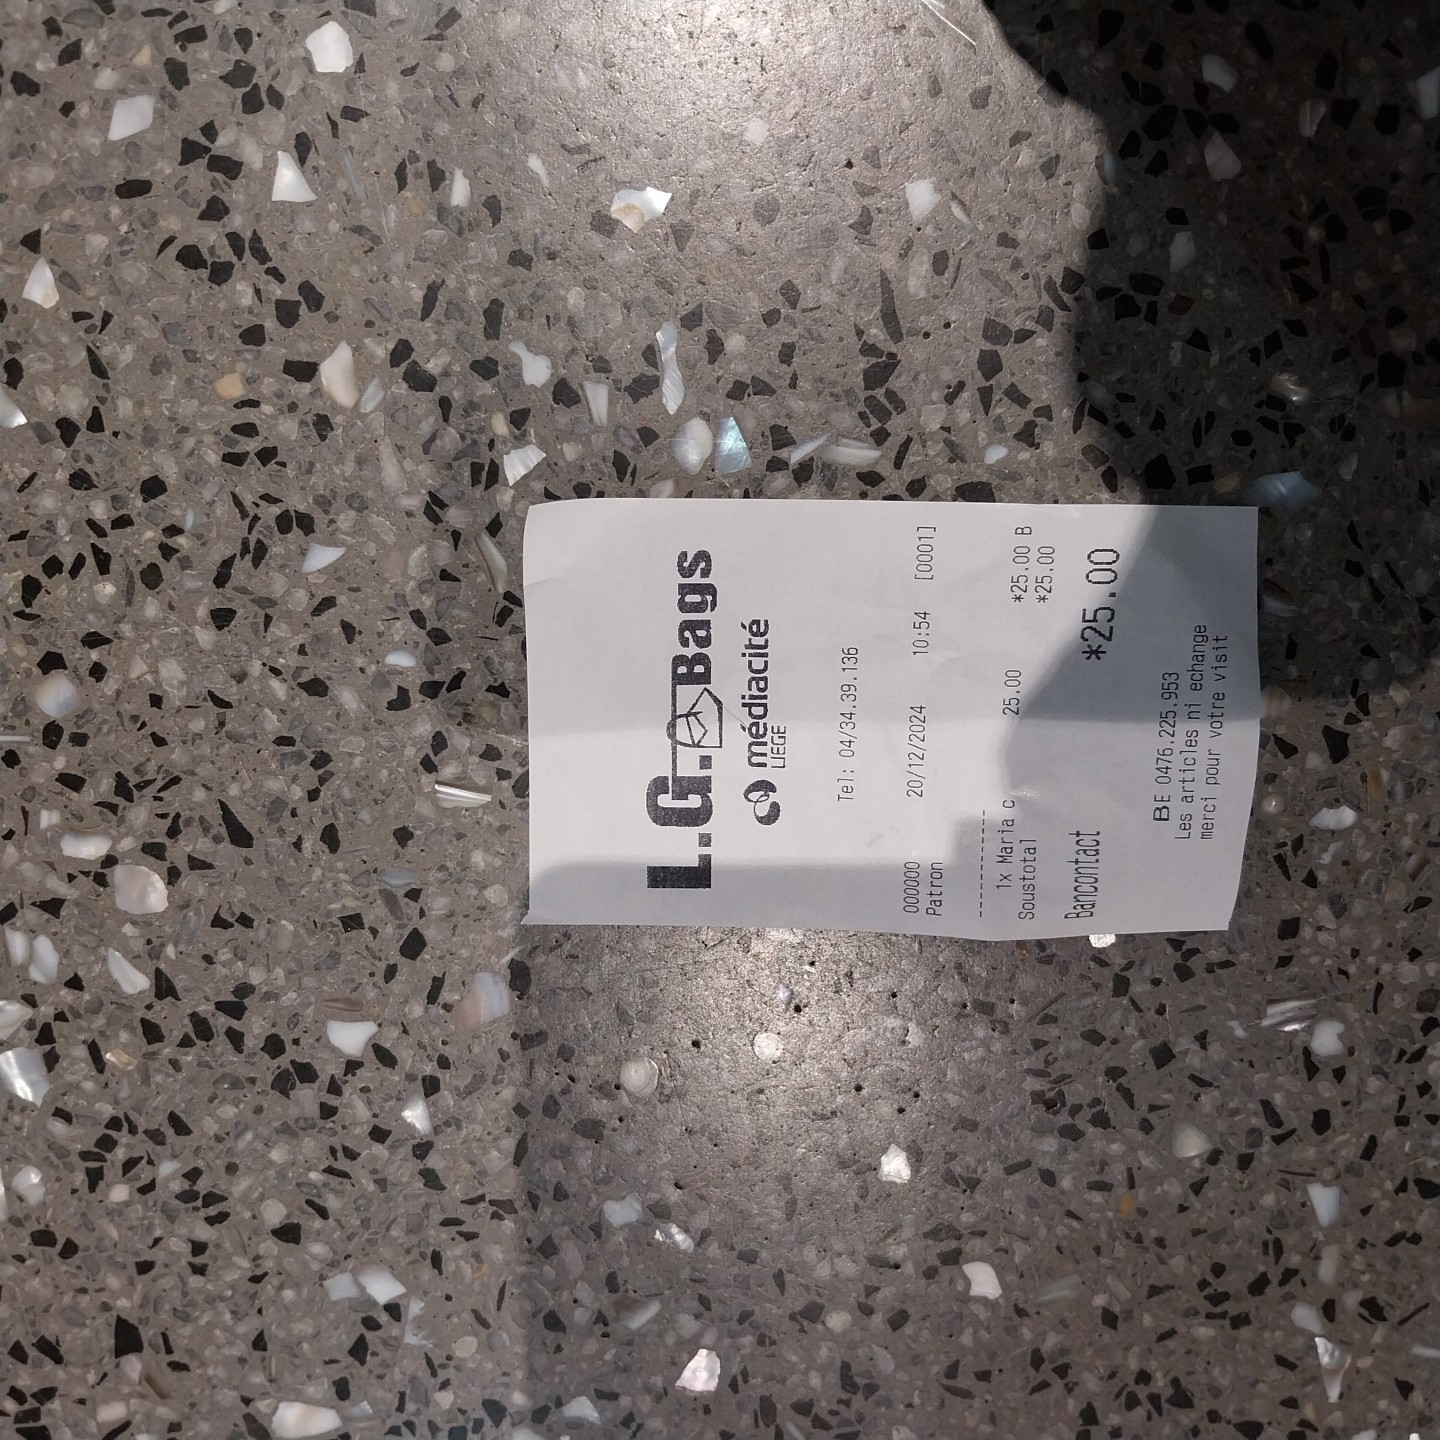 L.G. Bags
médiacité
LIEGE
Tel: 04/34.39.136
000000 20/12/2024 10:54 [0001]
Patron
------------
1x Maria c 25.00 *25.00 B
Soustotal *25.00
Bancontact *25.00
BE 0476.225.953
Les articles ni echange
merci pour votre visit